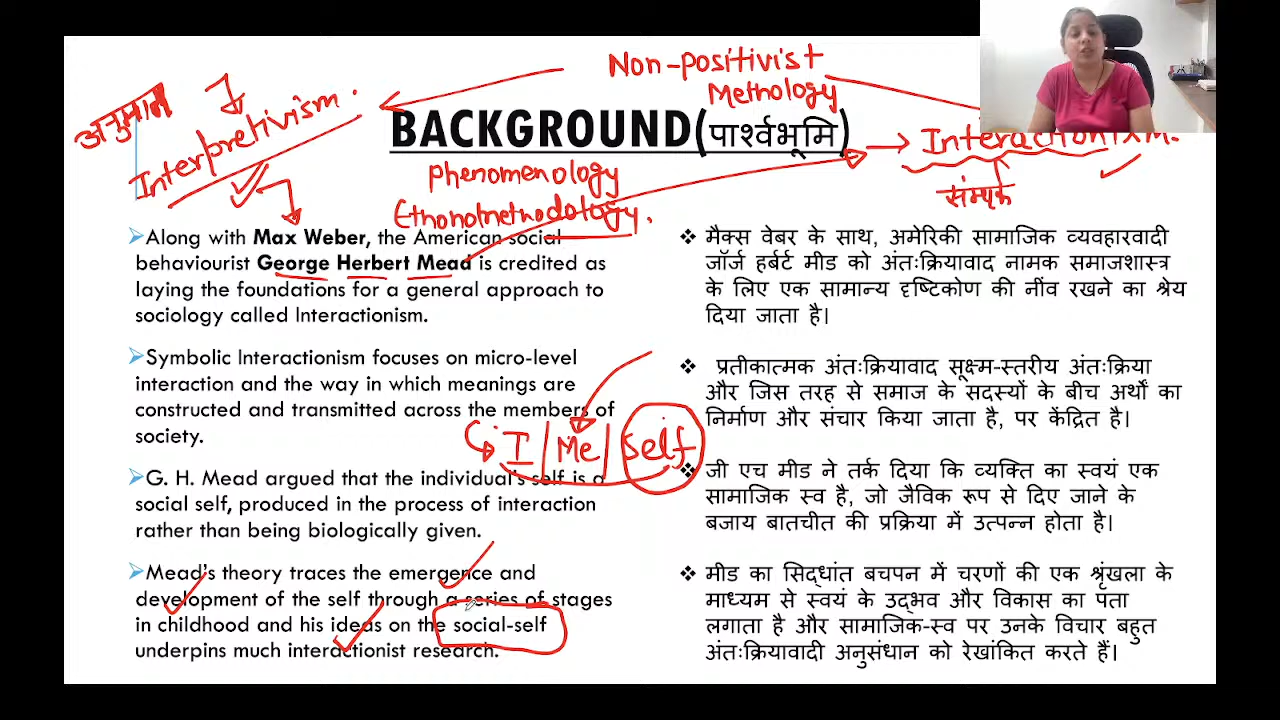 Non-positivist
Methology
अनुमान
Interpretivism.
BACKGROUND(पार्श्वभूमि)
Interactionism.
Phenomenology
संम्पर्क
Ethonolmethodology.
➤Along with Max Weber, the American social
behaviourist George Herbert Mead is credited as
laying the foundations for a general approach to
sociology called Interactionism.
➤Symbolic Interactionism focuses on micro-level
interaction and the way in which meanings are
constructed and transmitted across the members of
society.
I | Me | Self
➤G. H. Mead argued that the individual's self is a
social self, produced in the process of interaction
rather than being biologically given.
➤Mead's theory traces the emergence and
development of the self through a series of stages
in childhood and his ideas on the social-self
underpins much interactionist research.
❖ मैक्स वेबर के साथ, अमेरिकी सामाजिक व्यवहारवादी
जॉर्ज हर्बर्ट मीड को अंतःक्रियावाद नामक समाजशास्त्र
के लिए एक सामान्य दृष्टिकोण की नींव रखने का श्रेय
दिया जाता है।
❖ प्रतीकात्मक अंतःक्रियावाद सूक्ष्म-स्तरीय अंतःक्रिया
और जिस तरह से समाज के सदस्यों के बीच अर्थों का
निर्माण और संचार किया जाता है, पर केंद्रित है।
❖ जी एच मीड ने तर्क दिया कि व्यक्ति का स्वयं एक
सामाजिक स्व है, जो जैविक रूप से दिए जाने के
बजाय बातचीत की प्रक्रिया में उत्पन्न होता है।
❖ मीड का सिद्धांत बचपन में चरणों की एक श्रृंखला के
माध्यम से स्वयं के उद्भव और विकास का पता
लगाता है और सामाजिक-स्व पर उनके विचार बहुत
अंतःक्रियावादी अनुसंधान को रेखांकित करते हैं।